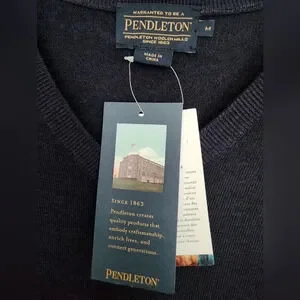 WARRANTED TO BE A
PENDLETON®
PENDLETON WOOLEN MILLS
SINCE 1863
M
MADE IN
CHINA
SINCE 1863
Pendleton creates
quality products that
embody craftsmanship,
enrich lives, and
connect generations.
PENDLETON